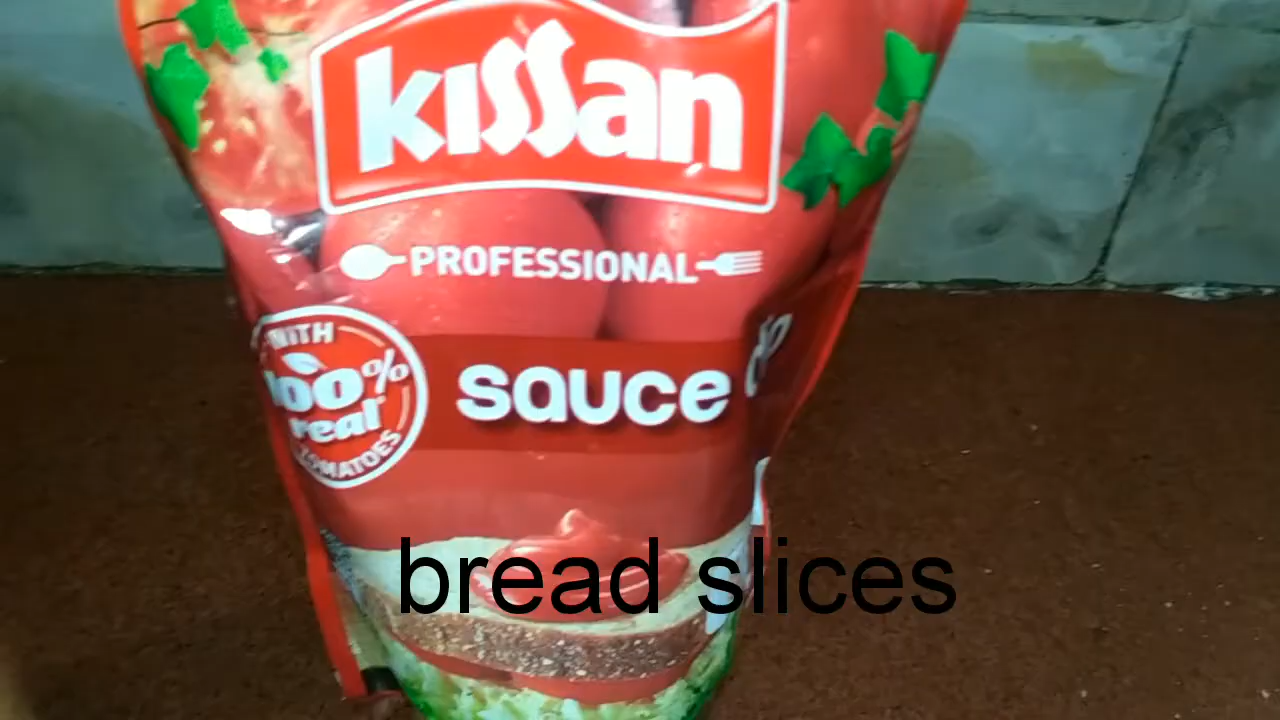 kissan
PROFESSIONAL
WITH
100%
real
TOMATOES
sauce
bread slices